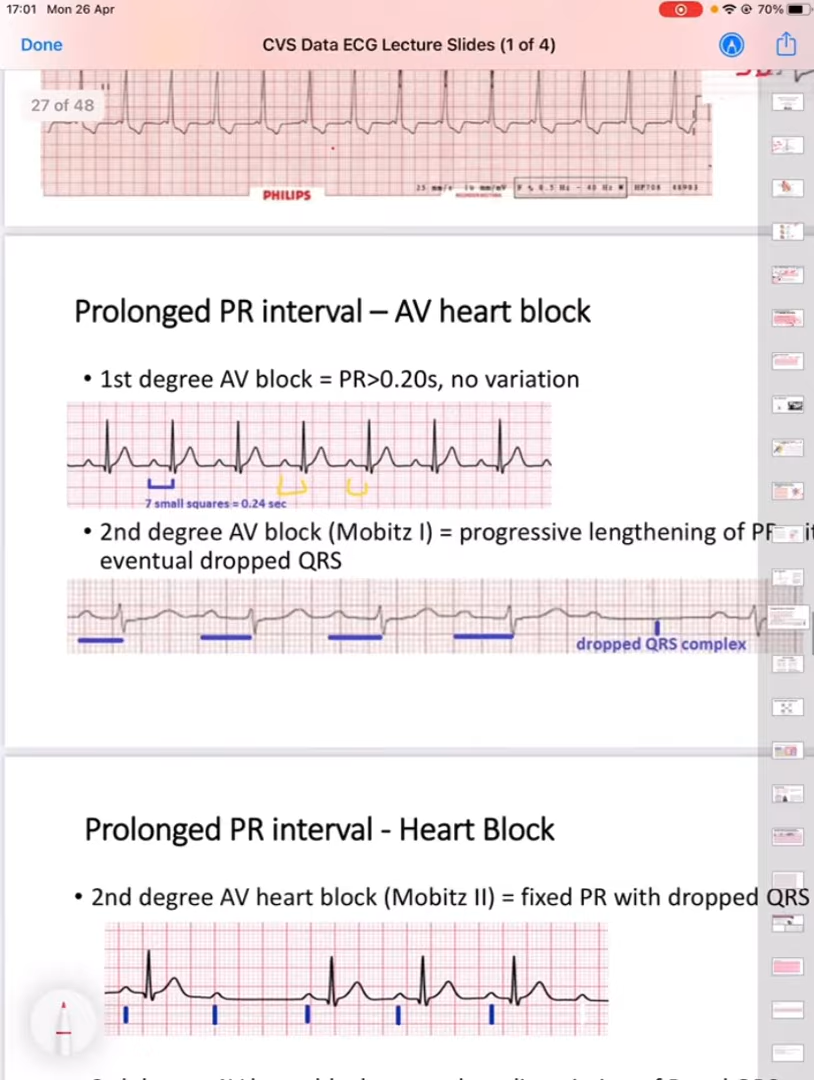 17:01 Mon 26 Apr
70%
Done
CVS Data ECG Lecture Slides (1 of 4)
27 of 48
PHILIPS
Prolonged PR interval – AV heart block
• 1st degree AV block = PR>0.20s, no variation
7 small squares = 0.24 sec
• 2nd degree AV block (Mobitz I) = progressive lengthening of
eventual dropped QRS
dropped QRS complex
Prolonged PR interval - Heart Block
• 2nd degree AV heart block (Mobitz II) = fixed PR with dropped QRS